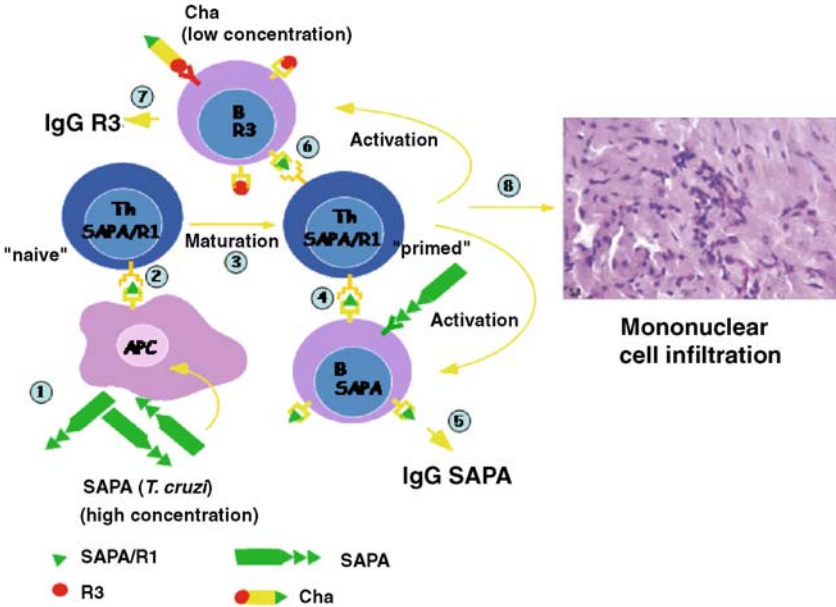 Cha
(low concentration)
7
IgG R3
B
R3
6
Activation
8
Th
SAPA/R1
"naive"
Maturation
3
Th
SAPA/R1
"primed"
2
4
Activation
APC
1
B
SAPA
5
IgG SAPA
SAPA (T. cruzi)
(high concentration)
Mononuclear
cell infiltration
SAPA/R1
SAPA
R3
Cha